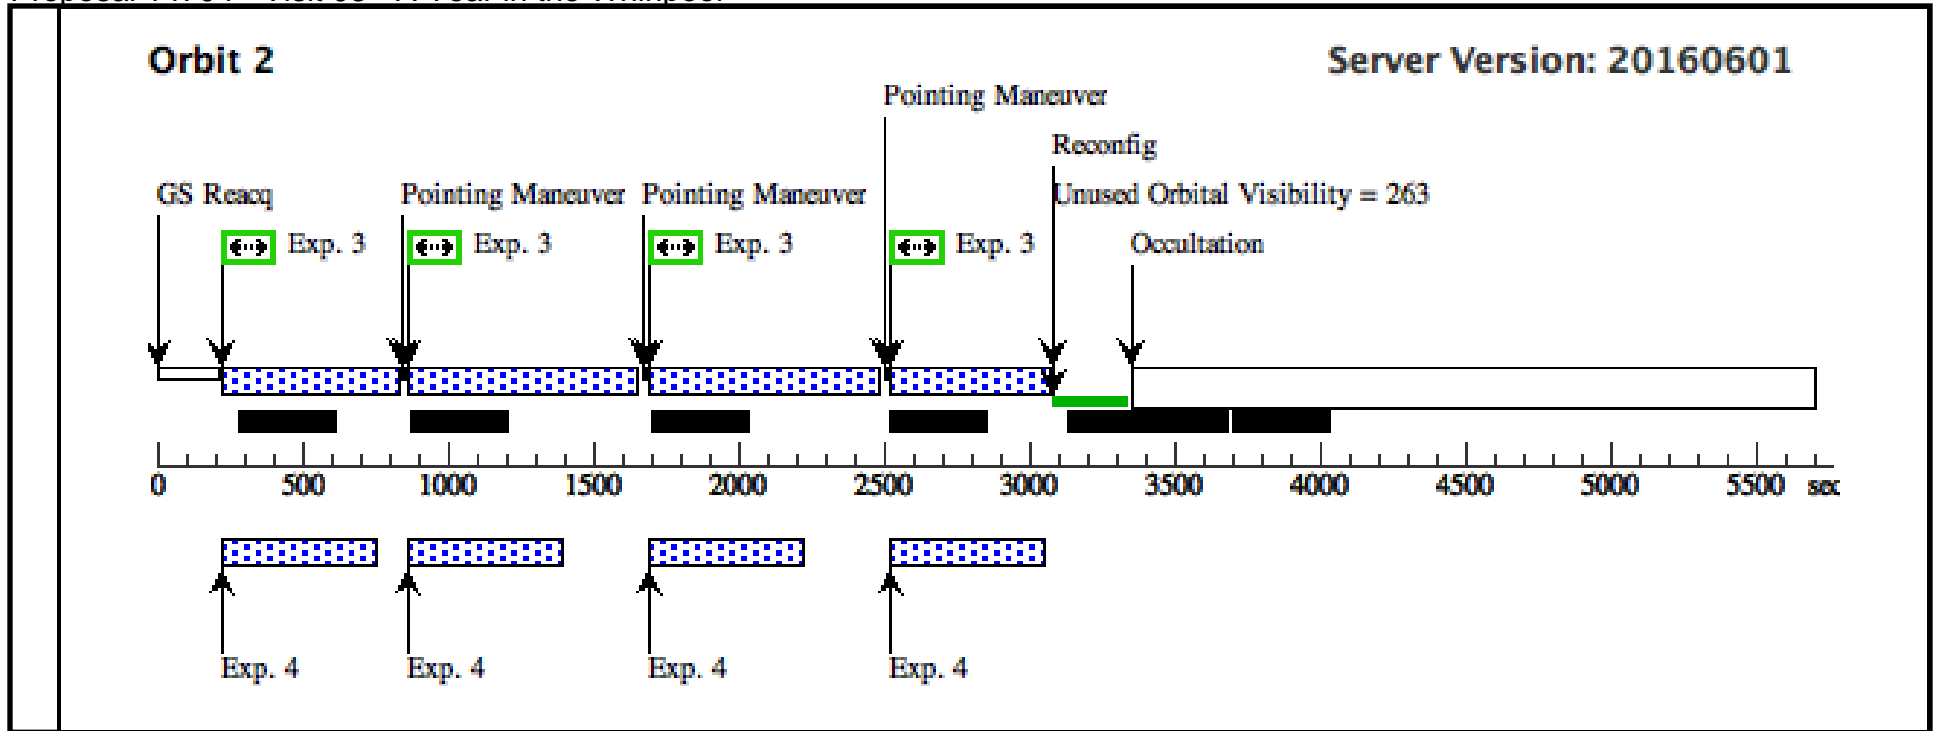 Orbit 2
Server Version: 20160601
Pointing Maneuver
Reconfig
GS Reacq
Pointing Maneuver
Pointing Maneuver
Unused Orbital Visibility = 263
Exp. 3
Exp. 3
Exp. 3
Exp. 3
Occultation
0 500 1000 1500 2000 2500 3000 3500 4000 4500 5000 5500 sec
Exp. 4
Exp. 4
Exp. 4
Exp. 4